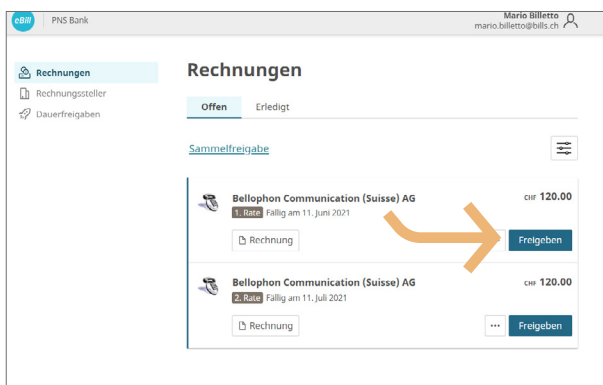 eBill PNS Bank
Mario Billetto
mario.billetto@bills.ch
Rechnungen
Rechnungssteller
Dauerfreigaben
Rechnungen
Offen Erledigt
Sammelfreigabe
Bellophon Communication (Suisse) AG CHF 120.00
1. Rate Fällig am 11. Juni 2021
Rechnung Freigeben
Bellophon Communication (Suisse) AG CHF 120.00
2. Rate Fällig am 11. Juli 2021
Rechnung ... Freigeben